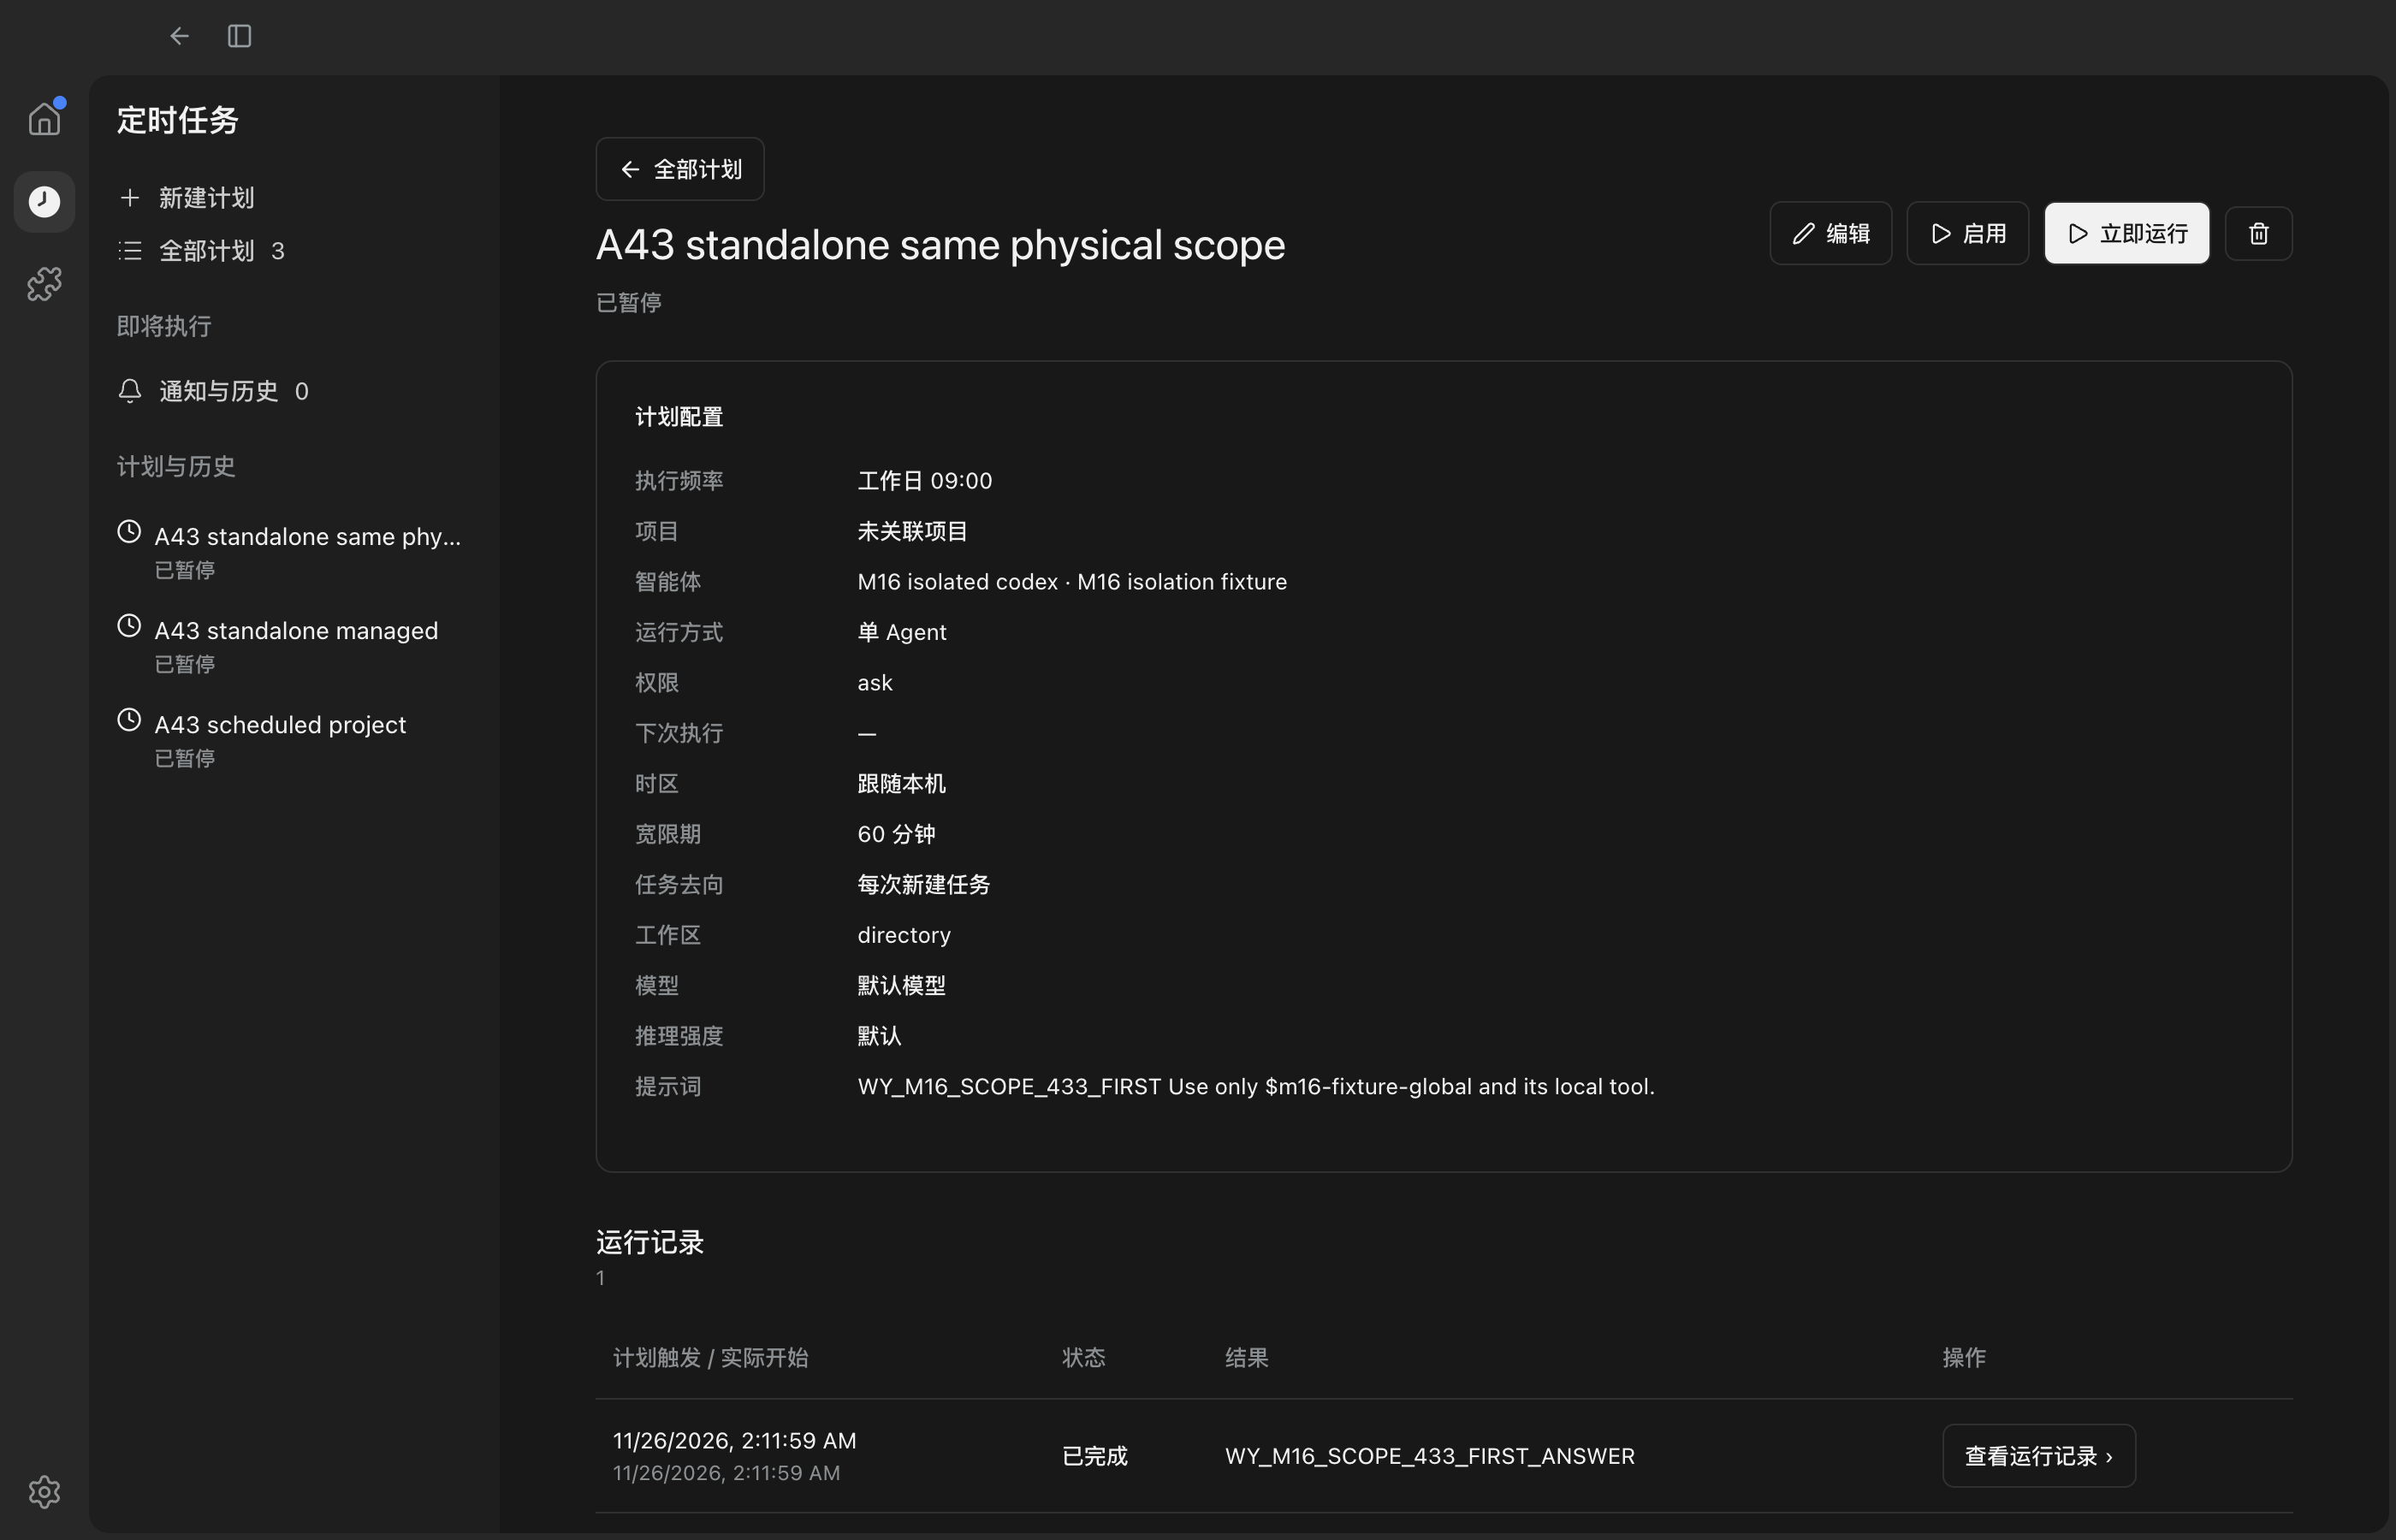 定时任务
新建计划
全部计划 3
即将执行
通知与历史 0
计划与历史
A43 standalone same phy...
已暂停
A43 standalone managed
已暂停
A43 scheduled project
已暂停
全部计划
A43 standalone same physical scope
已暂停
编辑
启用
立即运行
计划配置
执行频率 工作日 09:00
项目 未关联项目
智能体 M16 isolated codex · M16 isolation fixture
运行方式 单 Agent
权限 ask
下次执行 —
时区 跟随本机
宽限期 60 分钟
任务去向 每次新建任务
工作区 directory
模型 默认模型
推理强度 默认
提示词 WY_M16_SCOPE_433_FIRST Use only $m16-fixture-global and its local tool.
运行记录
1
计划触发 / 实际开始 状态 结果 操作
11/26/2026, 2:11:59 AM
11/26/2026, 2:11:59 AM
已完成
WY_M16_SCOPE_433_FIRST_ANSWER
查看运行记录 ›